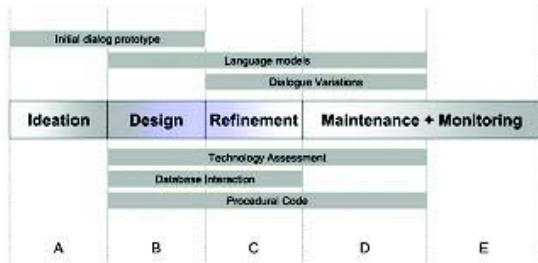 Initial dialog prototype
Language models
Dialogue Variations
Ideation Design Refinement Maintenance + Monitoring
Technology Assessment
Database Interaction
Procedural Code
A B C D E